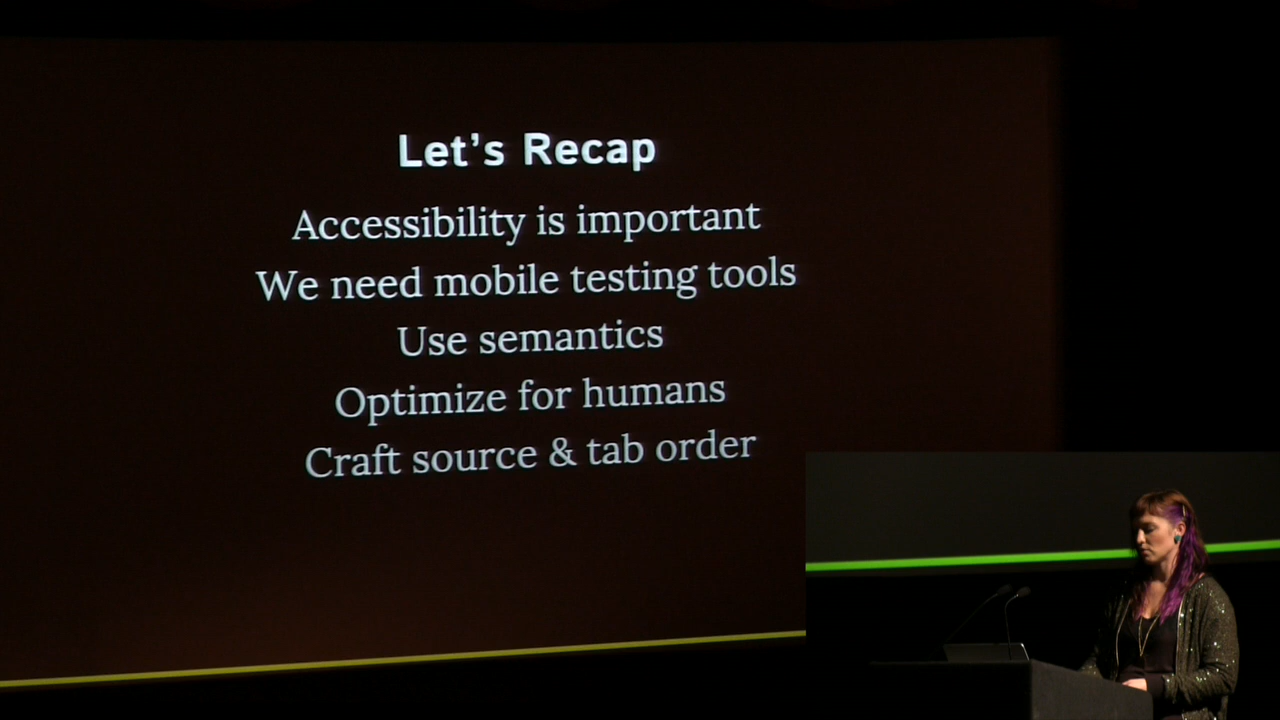 Let’s Recap
Accessibility is important
We need mobile testing tools
Use semantics
Optimize for humans
Craft source & tab order